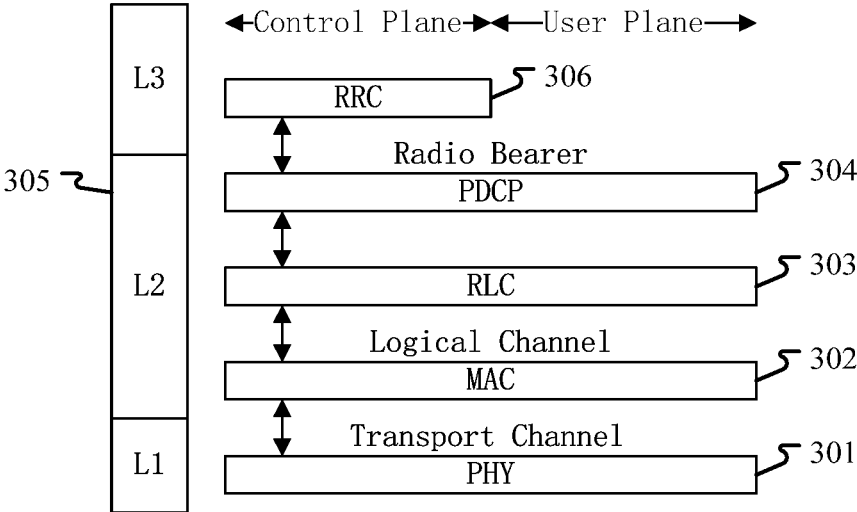 Control Plane User Plane
L3
RRC
306
Radio Bearer
305
304
PDCP
L2
RLC
303
Logical Channel
MAC
302
Transport Channel
L1
PHY
301